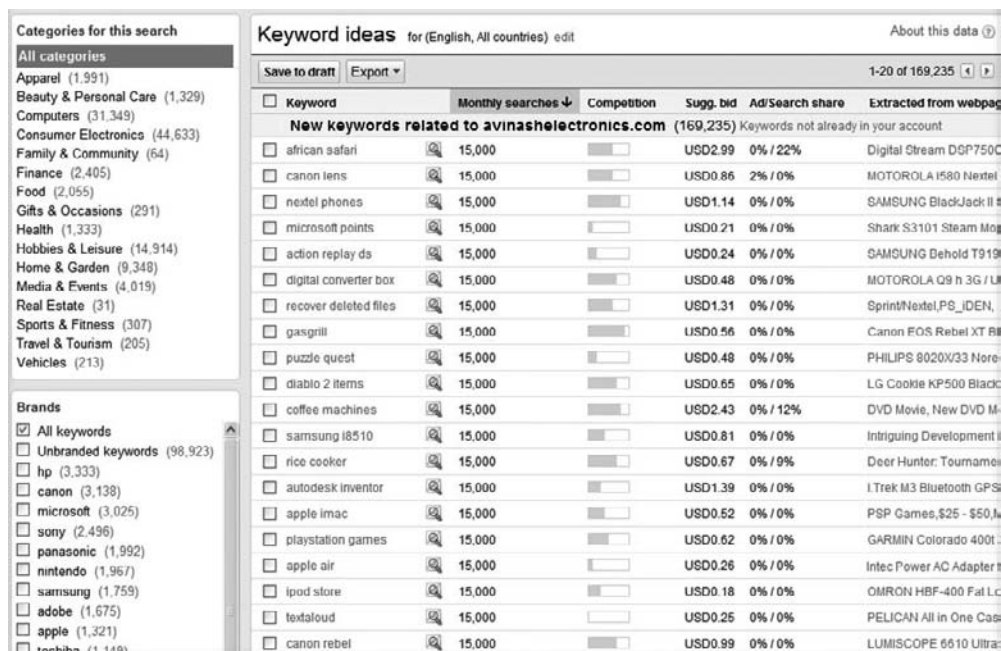 Categories for this search
All categories
Apparel (1,991)
Beauty & Personal Care (1,329)
Computers (31,349)
Consumer Electronics (44,633)
Family & Community (64)
Finance (2,405)
Food (2,055)
Gifts & Occasions (291)
Health (1,333)
Hobbies & Leisure (14,914)
Home & Garden (9,348)
Media & Events (4,019)
Real Estate (31)
Sports & Fitness (307)
Travel & Tourism (205)
Vehicles (213)
Brands
All keywords
Unbranded keywords (98,923)
hp (3,333)
canon (3,138)
microsoft (3,025)
sony (2,496)
panasonic (1,992)
nintendo (1,967)
samsung (1,759)
adobe (1,675)
apple (1,321)
toshiba (1,149)
Keyword ideas for (English, All countries) edit About this data ?
Save to draft Export 1-20 of 169,235
Keyword Monthly searches Competition Sugg. bid Ad/Search share Extracted from webpag
New keywords related to avinashelectronics.com (169,235) Keywords not already in your account
african safari 15,000 USD2.99 0% / 22% Digital Stream DSP750C
canon lens 15,000 USD0.86 2% / 0% MOTOROLA I580 Nextel
nextel phones 15,000 USD1.14 0% / 0% SAMSUNG BlackJack II
microsoft points 15,000 USD0.21 0% / 0% Shark S3101 Steam Mop
action replay ds 15,000 USD0.24 0% / 0% SAMSUNG Behold T919
digital converter box 15,000 USD0.48 0% / 0% MOTOROLA Q9 h 3G / U
recover deleted files 15,000 USD1.31 0% / 0% Sprint/Nextel,PS_iDEN,
gasgrill 15,000 USD0.56 0% / 0% Canon EOS Rebel XT Bl
puzzle quest 15,000 USD0.48 0% / 0% PHILIPS 8020X/33 Nore-
diablo 2 items 15,000 USD0.65 0% / 0% LG Cookie KP500 Black
coffee machines 15,000 USD2.43 0% / 12% DVD Movie, New DVD M
samsung i8510 15,000 USD0.81 0% / 0% Intriguing Development
rice cooker 15,000 USD0.67 0% / 9% Deer Hunter: Tourname
autodesk inventor 15,000 USD1.39 0% / 0% I.Trek M3 Bluetooth GPS
apple imac 15,000 USD0.52 0% / 0% PSP Games,$25 - $50,M
playstation games 15,000 USD0.62 0% / 0% GARMIN Colorado 400t
apple air 15,000 USD0.26 0% / 0% Intec Power AC Adapter
ipod store 15,000 USD0.18 0% / 0% OMRON HBF-400 Fat Lo
textaloud 15,000 USD0.25 0% / 0% PELICAN All in One Cas
canon rebel 15,000 USD0.99 0% / 0% LUMISCOPE 6610 Ultra